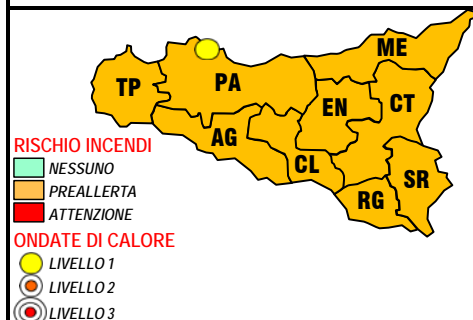 ME
TP
PA
EN
CT
AG
CL
SR
RG
RISCHIO INCENDI
NESSUNO
PREALLERTA
ATTENZIONE
ONDATE DI CALORE
LIVELLO 1
LIVELLO 2
LIVELLO 3